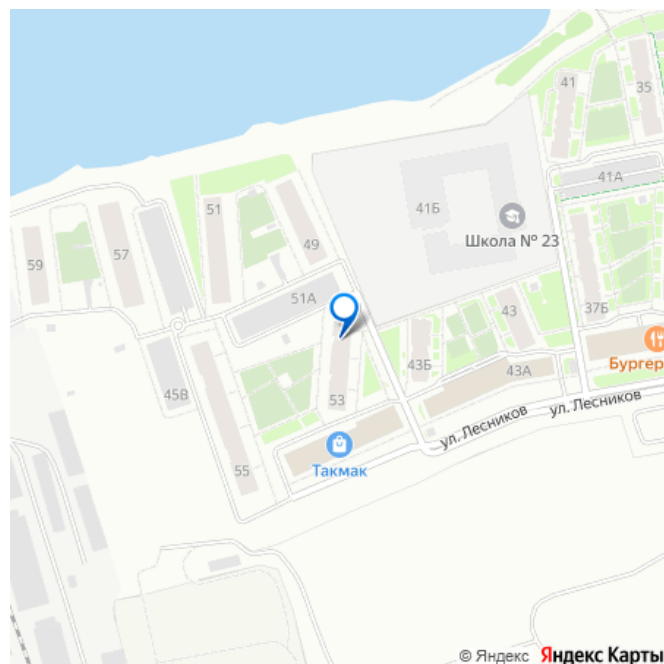 41
35
41А
41Б
Школа № 23
51
49
59
57
51А
43
37Б
Бургер
43Б
43А
45В
53
ул. Лесников
ул. Лесников
Такмак
55
© Яндекс Яндекс Карты